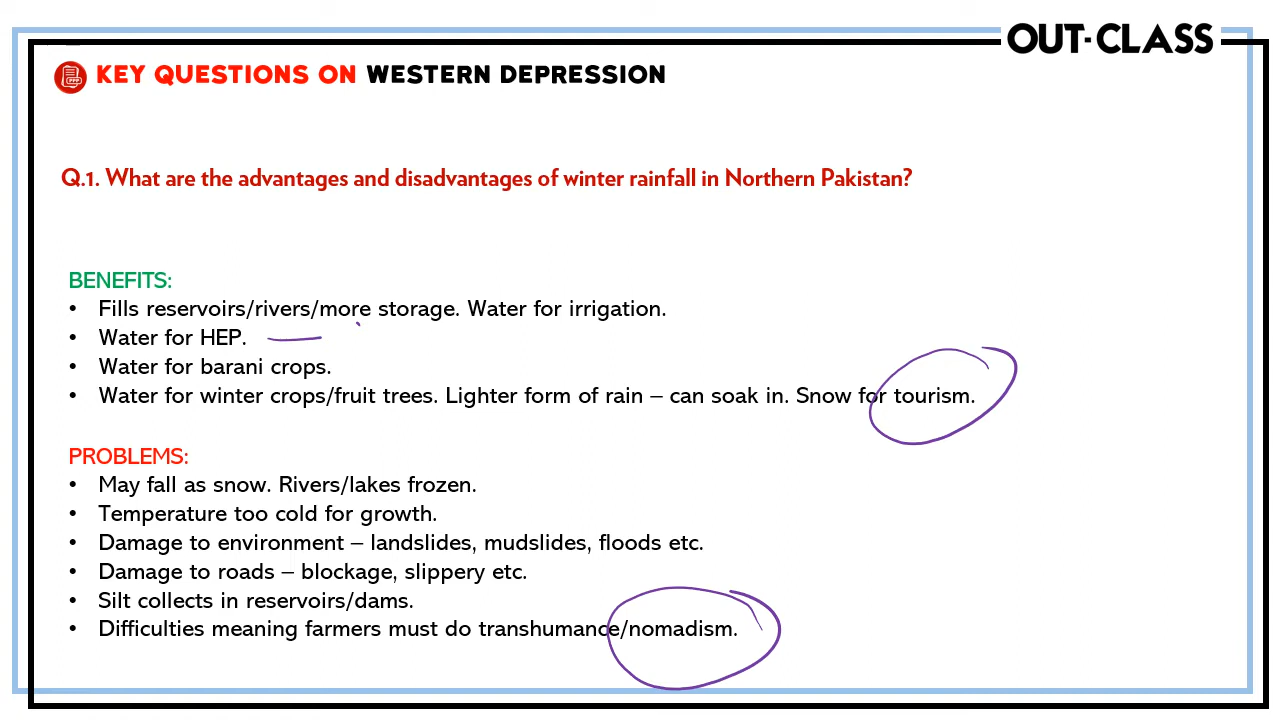 OUT-CLASS
KEY QUESTIONS ON WESTERN DEPRESSION
Q.1. What are the advantages and disadvantages of winter rainfall in Northern Pakistan?
BENEFITS:
• Fills reservoirs/rivers/more storage. Water for irrigation.
• Water for HEP.
• Water for barani crops.
• Water for winter crops/fruit trees. Lighter form of rain – can soak in. Snow for tourism.
PROBLEMS:
• May fall as snow. Rivers/lakes frozen.
• Temperature too cold for growth.
• Damage to environment – landslides, mudslides, floods etc.
• Damage to roads – blockage, slippery etc.
• Silt collects in reservoirs/dams.
• Difficulties meaning farmers must do transhumance/nomadism.